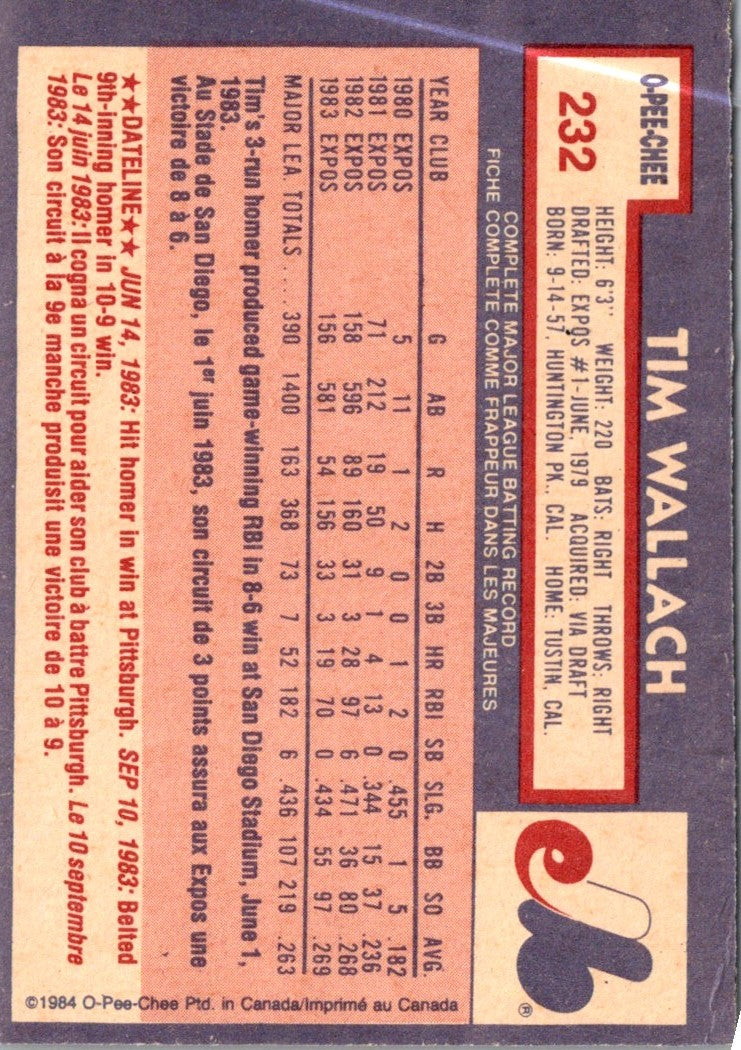 O-PEE-CHEE
232
TIM WALLACH
HEIGHT: 6'3" WEIGHT: 220 BATS: RIGHT THROWS: RIGHT
DRAFTED: EXPOS #1-JUNE, 1979 ACQUIRED: VIA DRAFT
BORN: 9-14-57, HUNTINGTON PK., CAL. HOME: TUSTIN, CAL.
COMPLETE MAJOR LEAGUE BATTING RECORD
FICHE COMPLÈTE COMME FRAPPEUR DANS LES MAJEURES
YEAR CLUB G AB R H 2B 3B HR RBI SB SLG. BB SO AVG.
1980 EXPOS 5 11 1 2 0 0 1 2 0 .455 1 5 .182
1981 EXPOS 71 212 19 50 9 1 4 13 0 .344 15 37 .236
1982 EXPOS 158 596 89 160 31 3 28 97 6 .471 36 80 .268
1983 EXPOS 156 581 54 156 33 3 19 70 0 .434 55 97 .269
MAJOR LEA. TOTALS .... 390 1400 163 368 73 7 52 182 6 .436 107 219 .263
Tim's 3-run homer produced game-winning RBI in 8-6 win at San Diego Stadium, June 1,
1983.
Au Stade de San Diego, le 1er juin 1983, son circuit de 3 points assura aux Expos une
victoire de 8 à 6.
★★DATELINE★★ JUN 14, 1983: Hit homer in win at Pittsburgh. SEP 10, 1983: Belted
9th-inning homer in 10-9 win.
Le 14 juin 1983: Il cogna un circuit pour aider son club à battre Pittsburgh. Le 10 septembre
1983: Son circuit à la 9e manche produisit une victoire de 10 à 9.
©1984 O-Pee-Chee Ptd. in Canada/Imprimé au Canada
®